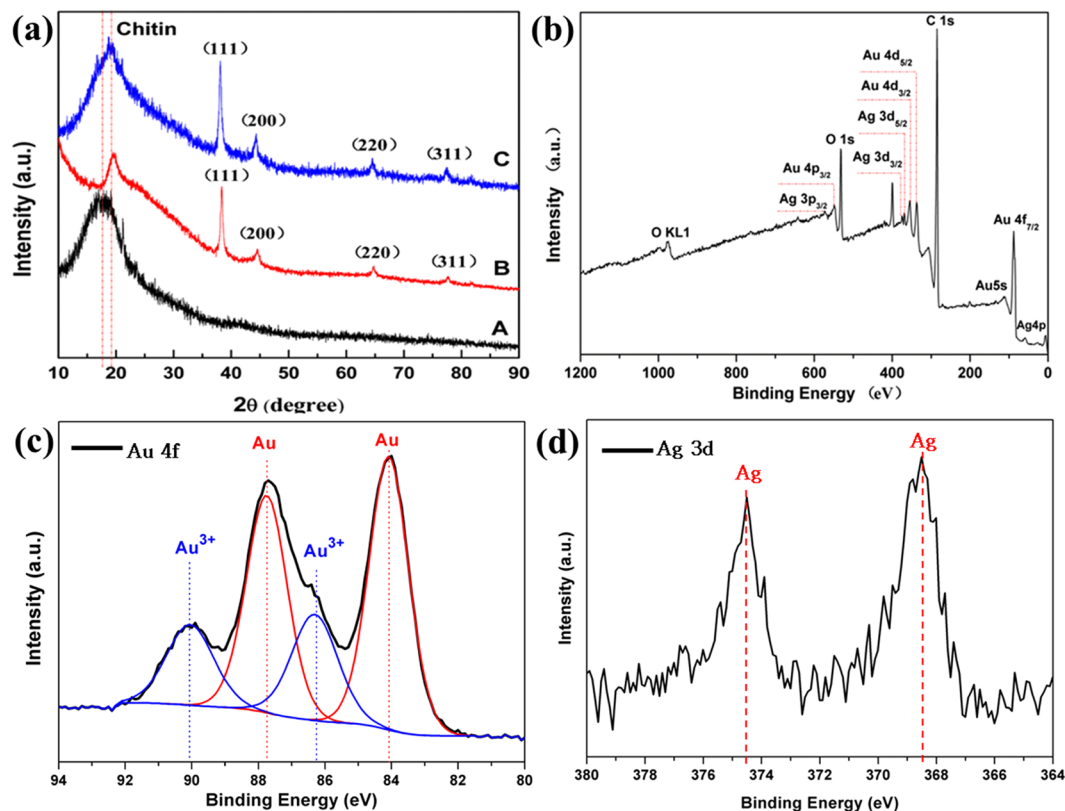 (a)
Chitin
(111)
(200)
(220)
(311)
C
(111)
(200)
(220)
(311)
B
A
Intensity (a.u.)
10 20 30 40 50 60 70 80 90
2θ (degree)
(b)
C 1s
Au 4d5/2
Au 4d3/2
Ag 3d5/2
O 1s
Ag 3d3/2
Au 4p3/2
Ag 3p3/2
O KL1
Au 4f7/2
Au5s
Ag4p
Intensity (a.u.)
1200 1000 800 600 400 200 0
Binding Energy (eV)
(c)
Au 4f
Au
Au
Au3+
Au3+
Intensity (a.u.)
94 92 90 88 86 84 82 80
Binding Energy (eV)
(d)
Ag 3d
Ag
Ag
Intensity (a.u.)
380 378 376 374 372 370 368 366 364
Binding Energy (eV)